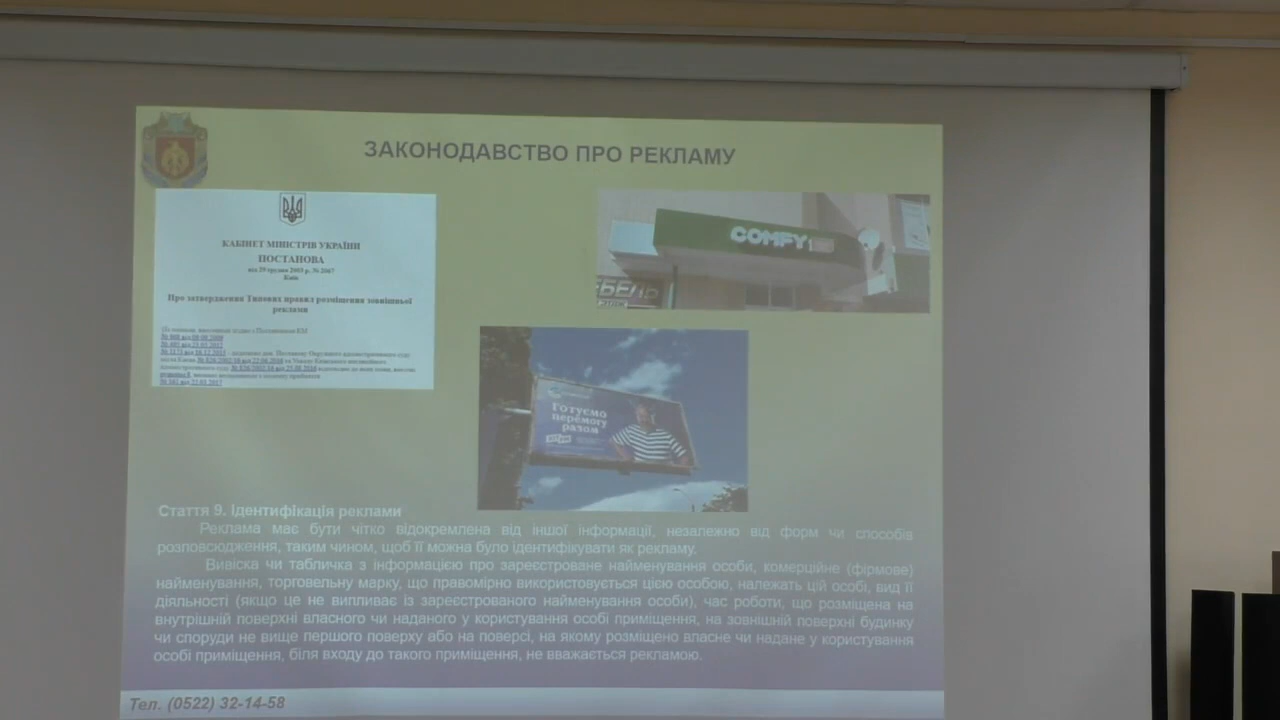 ЗАКОНОДАВСТВО ПРО РЕКЛАМУ
КАБІНЕТ МІНІСТРІВ УКРАЇНИ
ПОСТАНОВА
від 29 грудня 2003 р. № 2067
Київ
Про затвердження Типових правил розміщення зовнішньої
реклами
COMFY
Готуємо
перемогу
разом
Стаття 9. Ідентифікація реклами
Реклама має бути чітко відокремлена від іншої інформації, незалежно від форм чи способів
розповсюдження, таким чином, щоб її можна було ідентифікувати як рекламу.
Вивіска чи табличка з інформацією про зареєстроване найменування особи, комерційне (фірмове)
найменування, торговельну марку, що правомірно використовується цією особою, належать цій особі, вид її
діяльності (якщо це не випливає із зареєстрованого найменування особи), час роботи, що розміщена на
внутрішній поверхні власного чи наданого у користування особі приміщення, на зовнішній поверхні будинку
чи споруди не вище першого поверху або на поверсі, на якому розміщено власне чи надане у користування
особі приміщення, біля входу до такого приміщення, не вважається рекламою.
Тел. (0522) 32-14-58